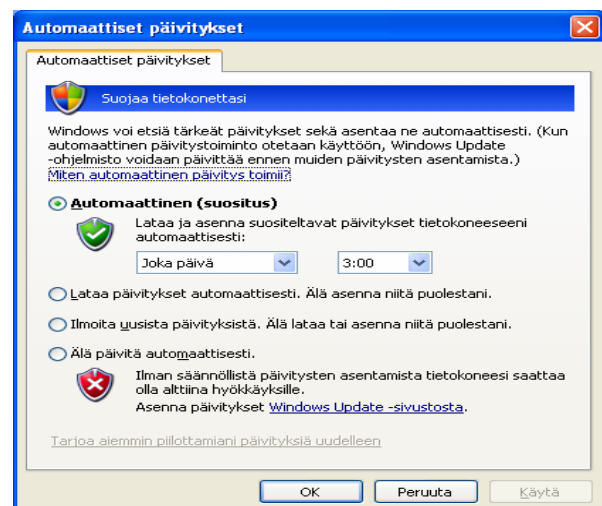 Automaattiset päivitykset
Automaattiset päivitykset
Suojaa tietokonettasi
Windows voi etsiä tärkeät päivitykset sekä asentaa ne automaattisesti. (Kun
automaattinen päivitystoiminto otetaan käyttöön, Windows Update
-ohjelmisto voidaan päivittää ennen muiden päivitysten asentamista.)
Miten automaattinen päivitys toimii?
Automaattinen (suositus)
Lataa ja asenna suositeltavat päivitykset tietokoneeseeni
automaattisesti:
Joka päivä 3:00
Lataa päivitykset automaattisesti. Älä asenna niitä puolestani.
Ilmoita uusista päivityksistä. Älä lataa tai asenna niitä puolestani.
Älä päivitä automaattisesti.
Ilman säännöllistä päivitysten asentamista tietokoneesi saattaa
olla alttiina hyökkäyksille.
Asenna päivitykset Windows Update -sivustosta.
Tarjoa aiemmin piilottamiani päivityksiä uudelleen
OK Peruuta Käytä